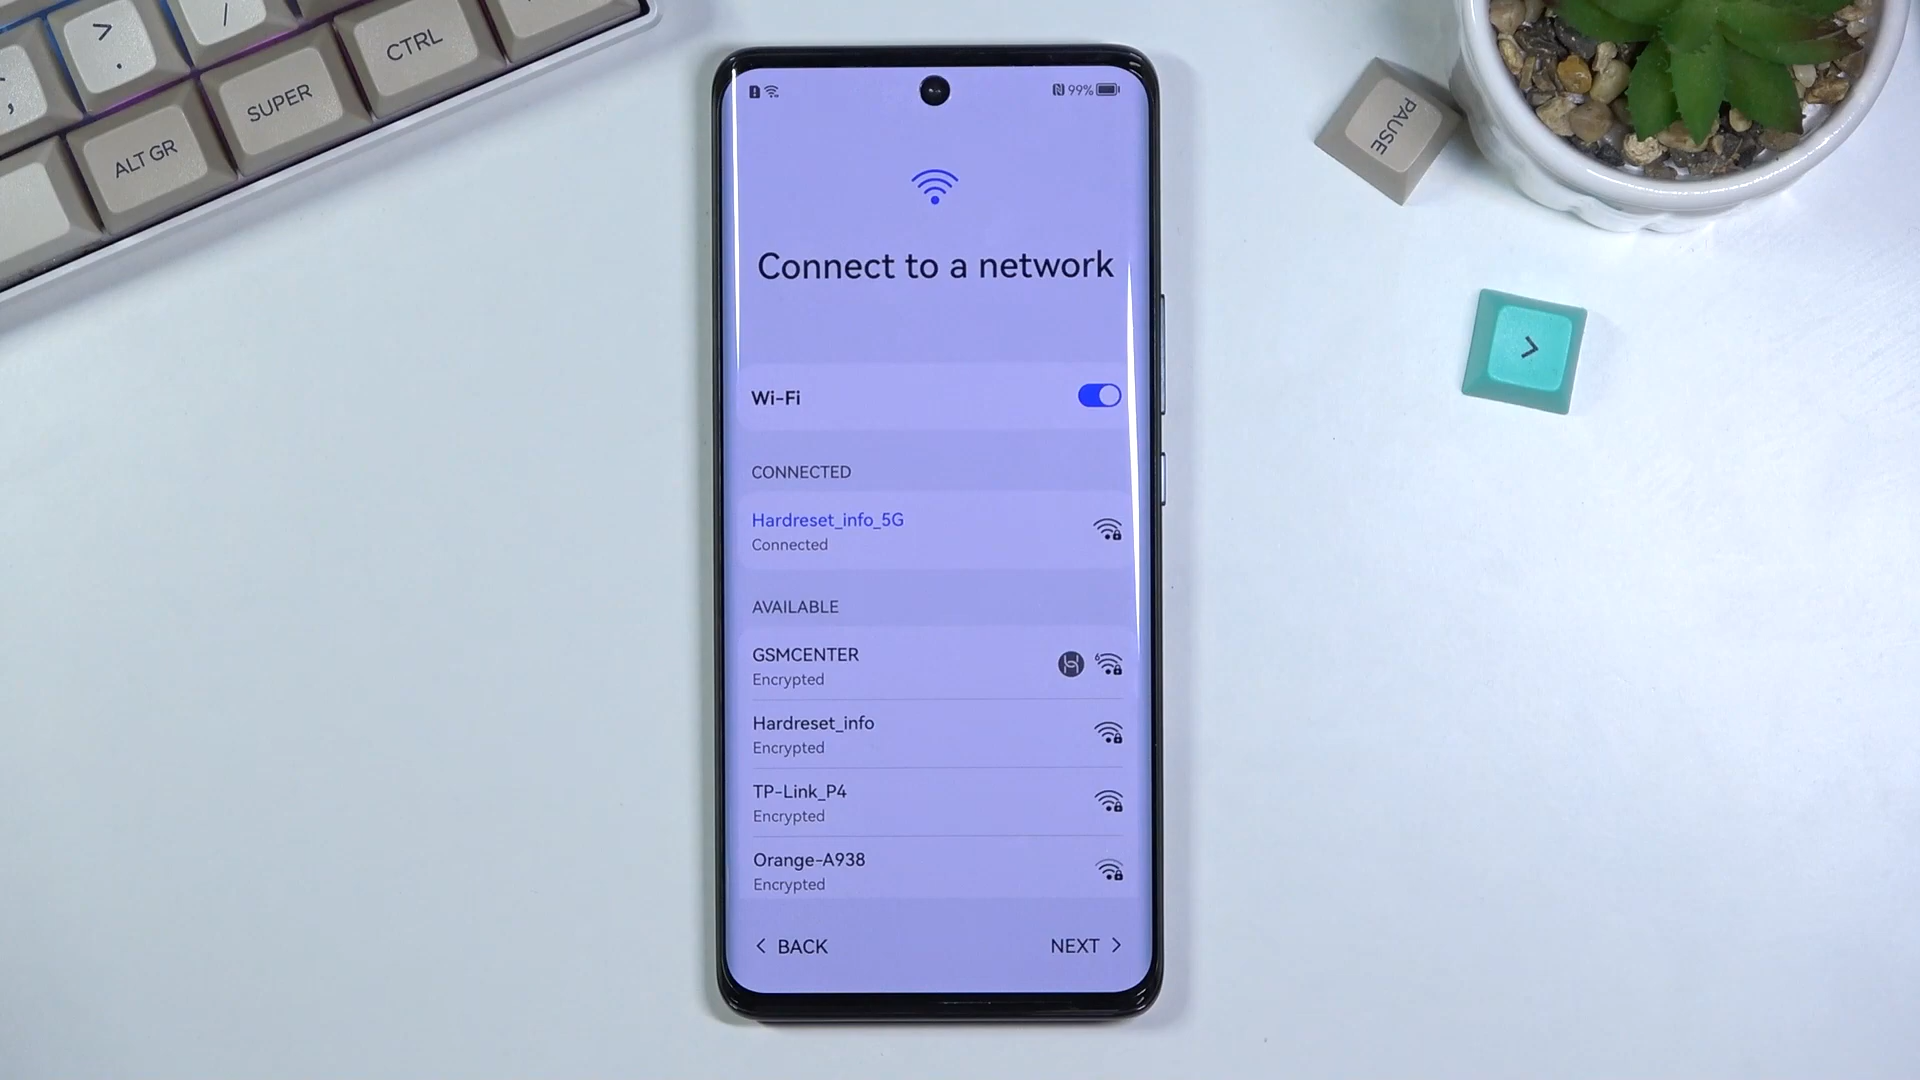 >
.
/
;
CTRL
SUPER
ALT GR
PAUSE
>
99%
Connect to a network
Wi-Fi
CONNECTED
Hardreset_info_5G
Connected
AVAILABLE
GSMCENTER
Encrypted
6
Hardreset_info
Encrypted
TP-Link_P4
Encrypted
Orange-A938
Encrypted
< BACK
NEXT >